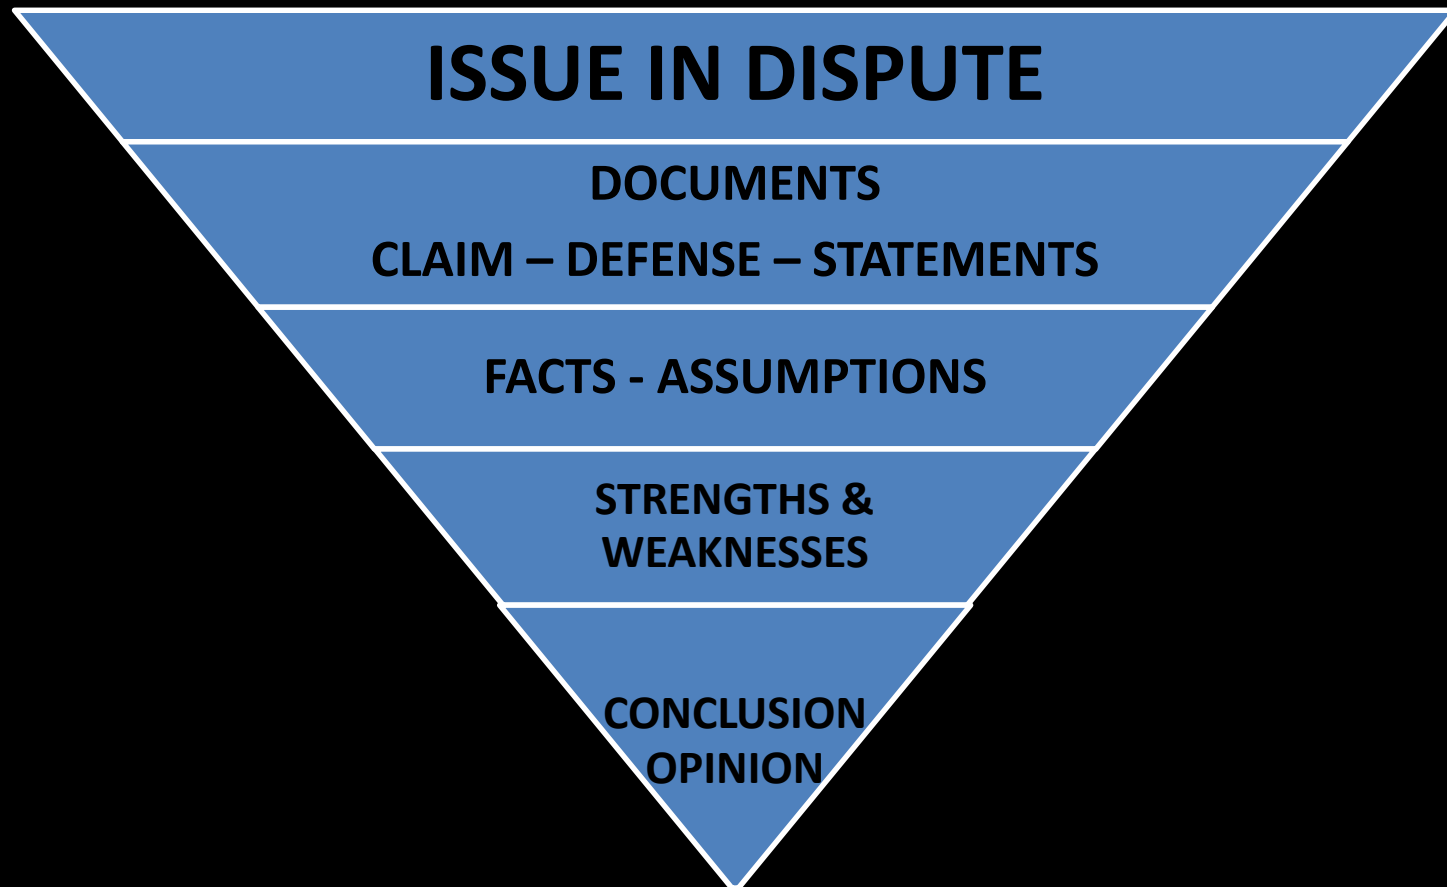 ISSUE IN DISPUTE
DOCUMENTS
CLAIM – DEFENSE – STATEMENTS
FACTS - ASSUMPTIONS
STRENGTHS &
WEAKNESSES
CONCLUSION
OPINION